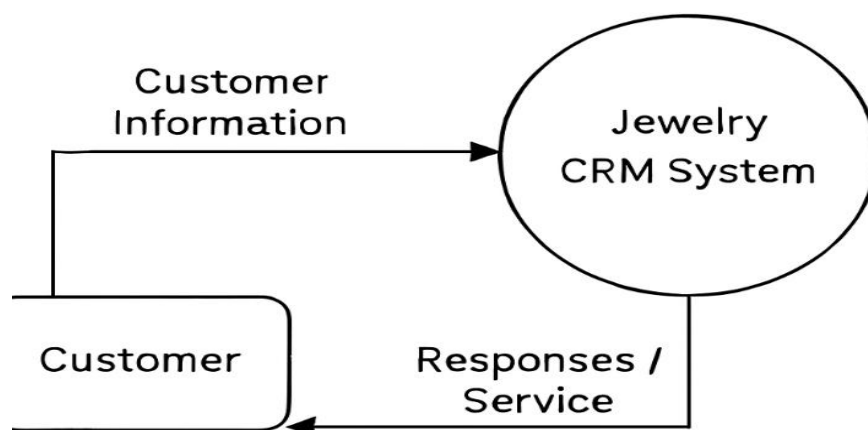 Customer
Information
Jewelry
CRM System
Customer
Responses /
Service